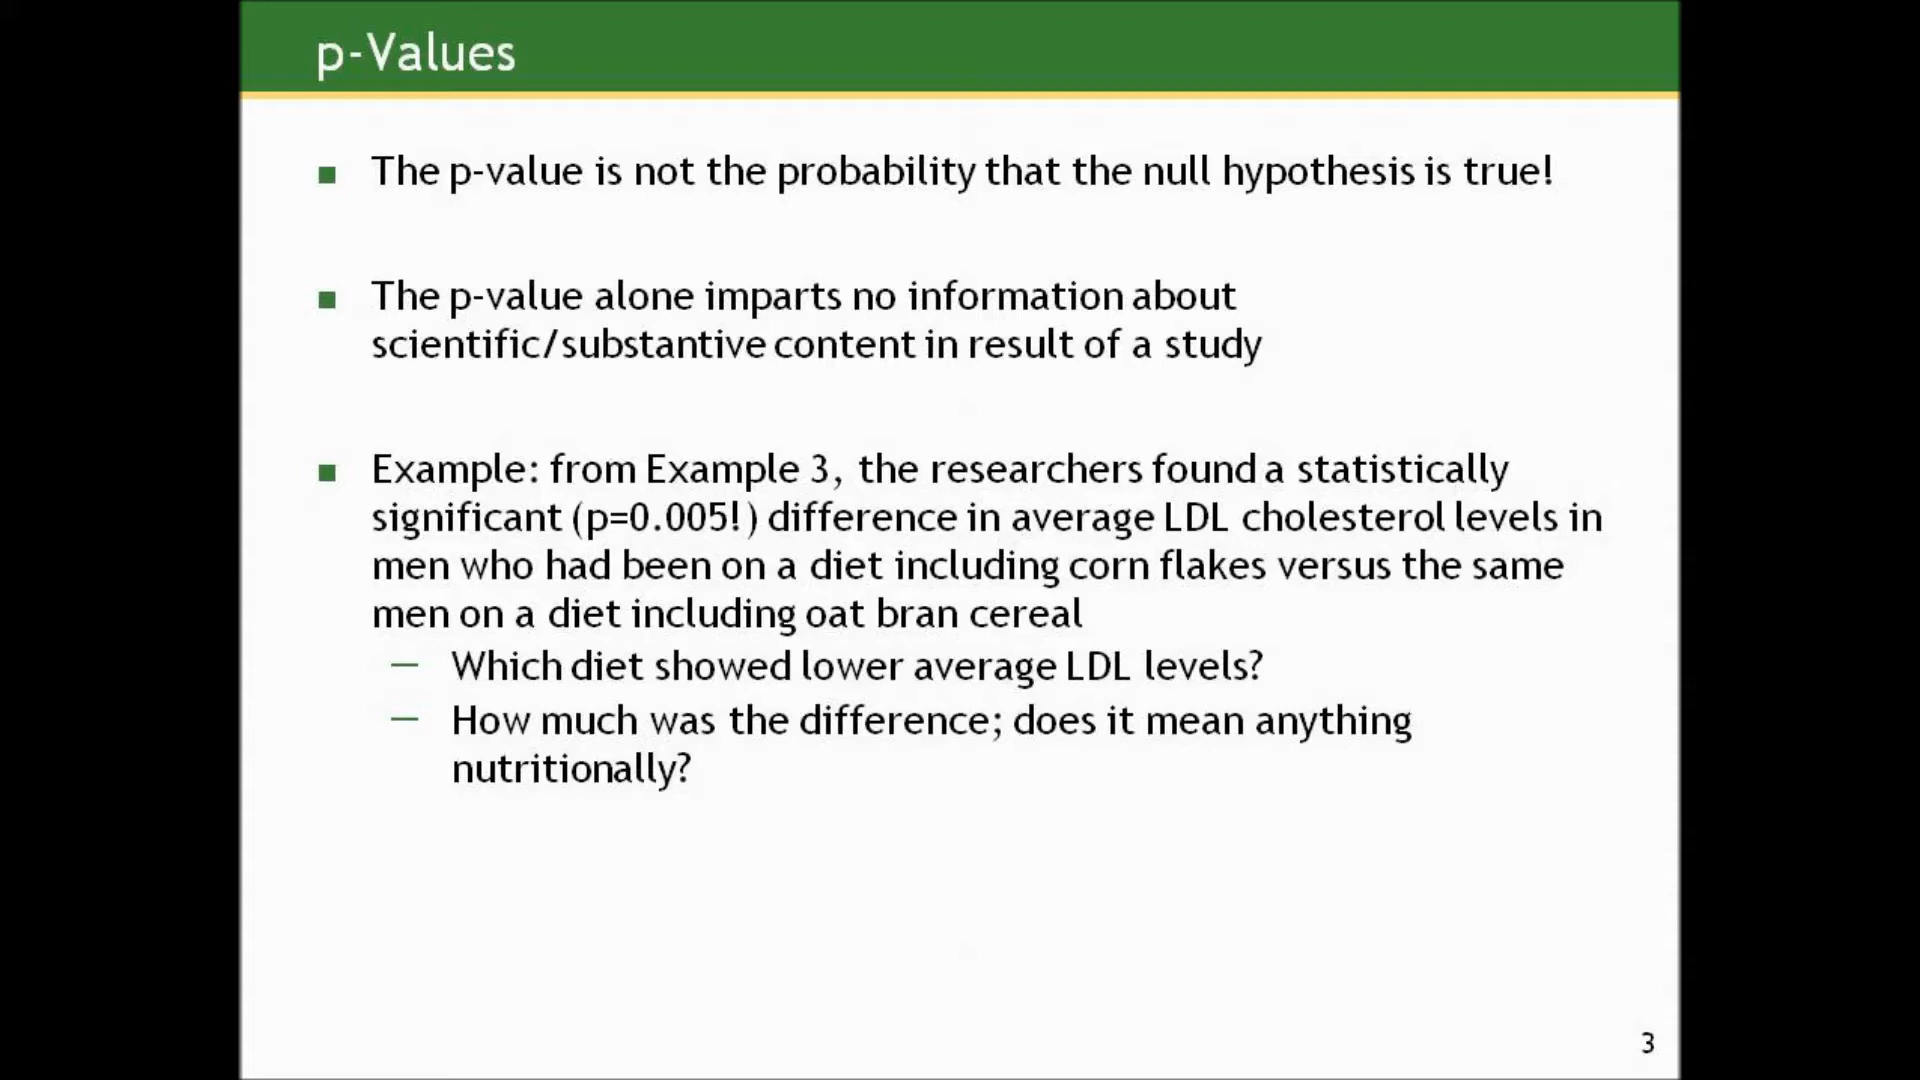 p-Values
The p-value is not the probability that the null hypothesis is true!
The p-value alone imparts no information about
scientific/substantive content in result of a study
Example: from Example 3, the researchers found a statistically
significant (p=0.005!) difference in average LDL cholesterol levels in
men who had been on a diet including corn flakes versus the same
men on a diet including oat bran cereal
— Which diet showed lower average LDL levels?
— How much was the difference; does it mean anything
nutritionally?
3